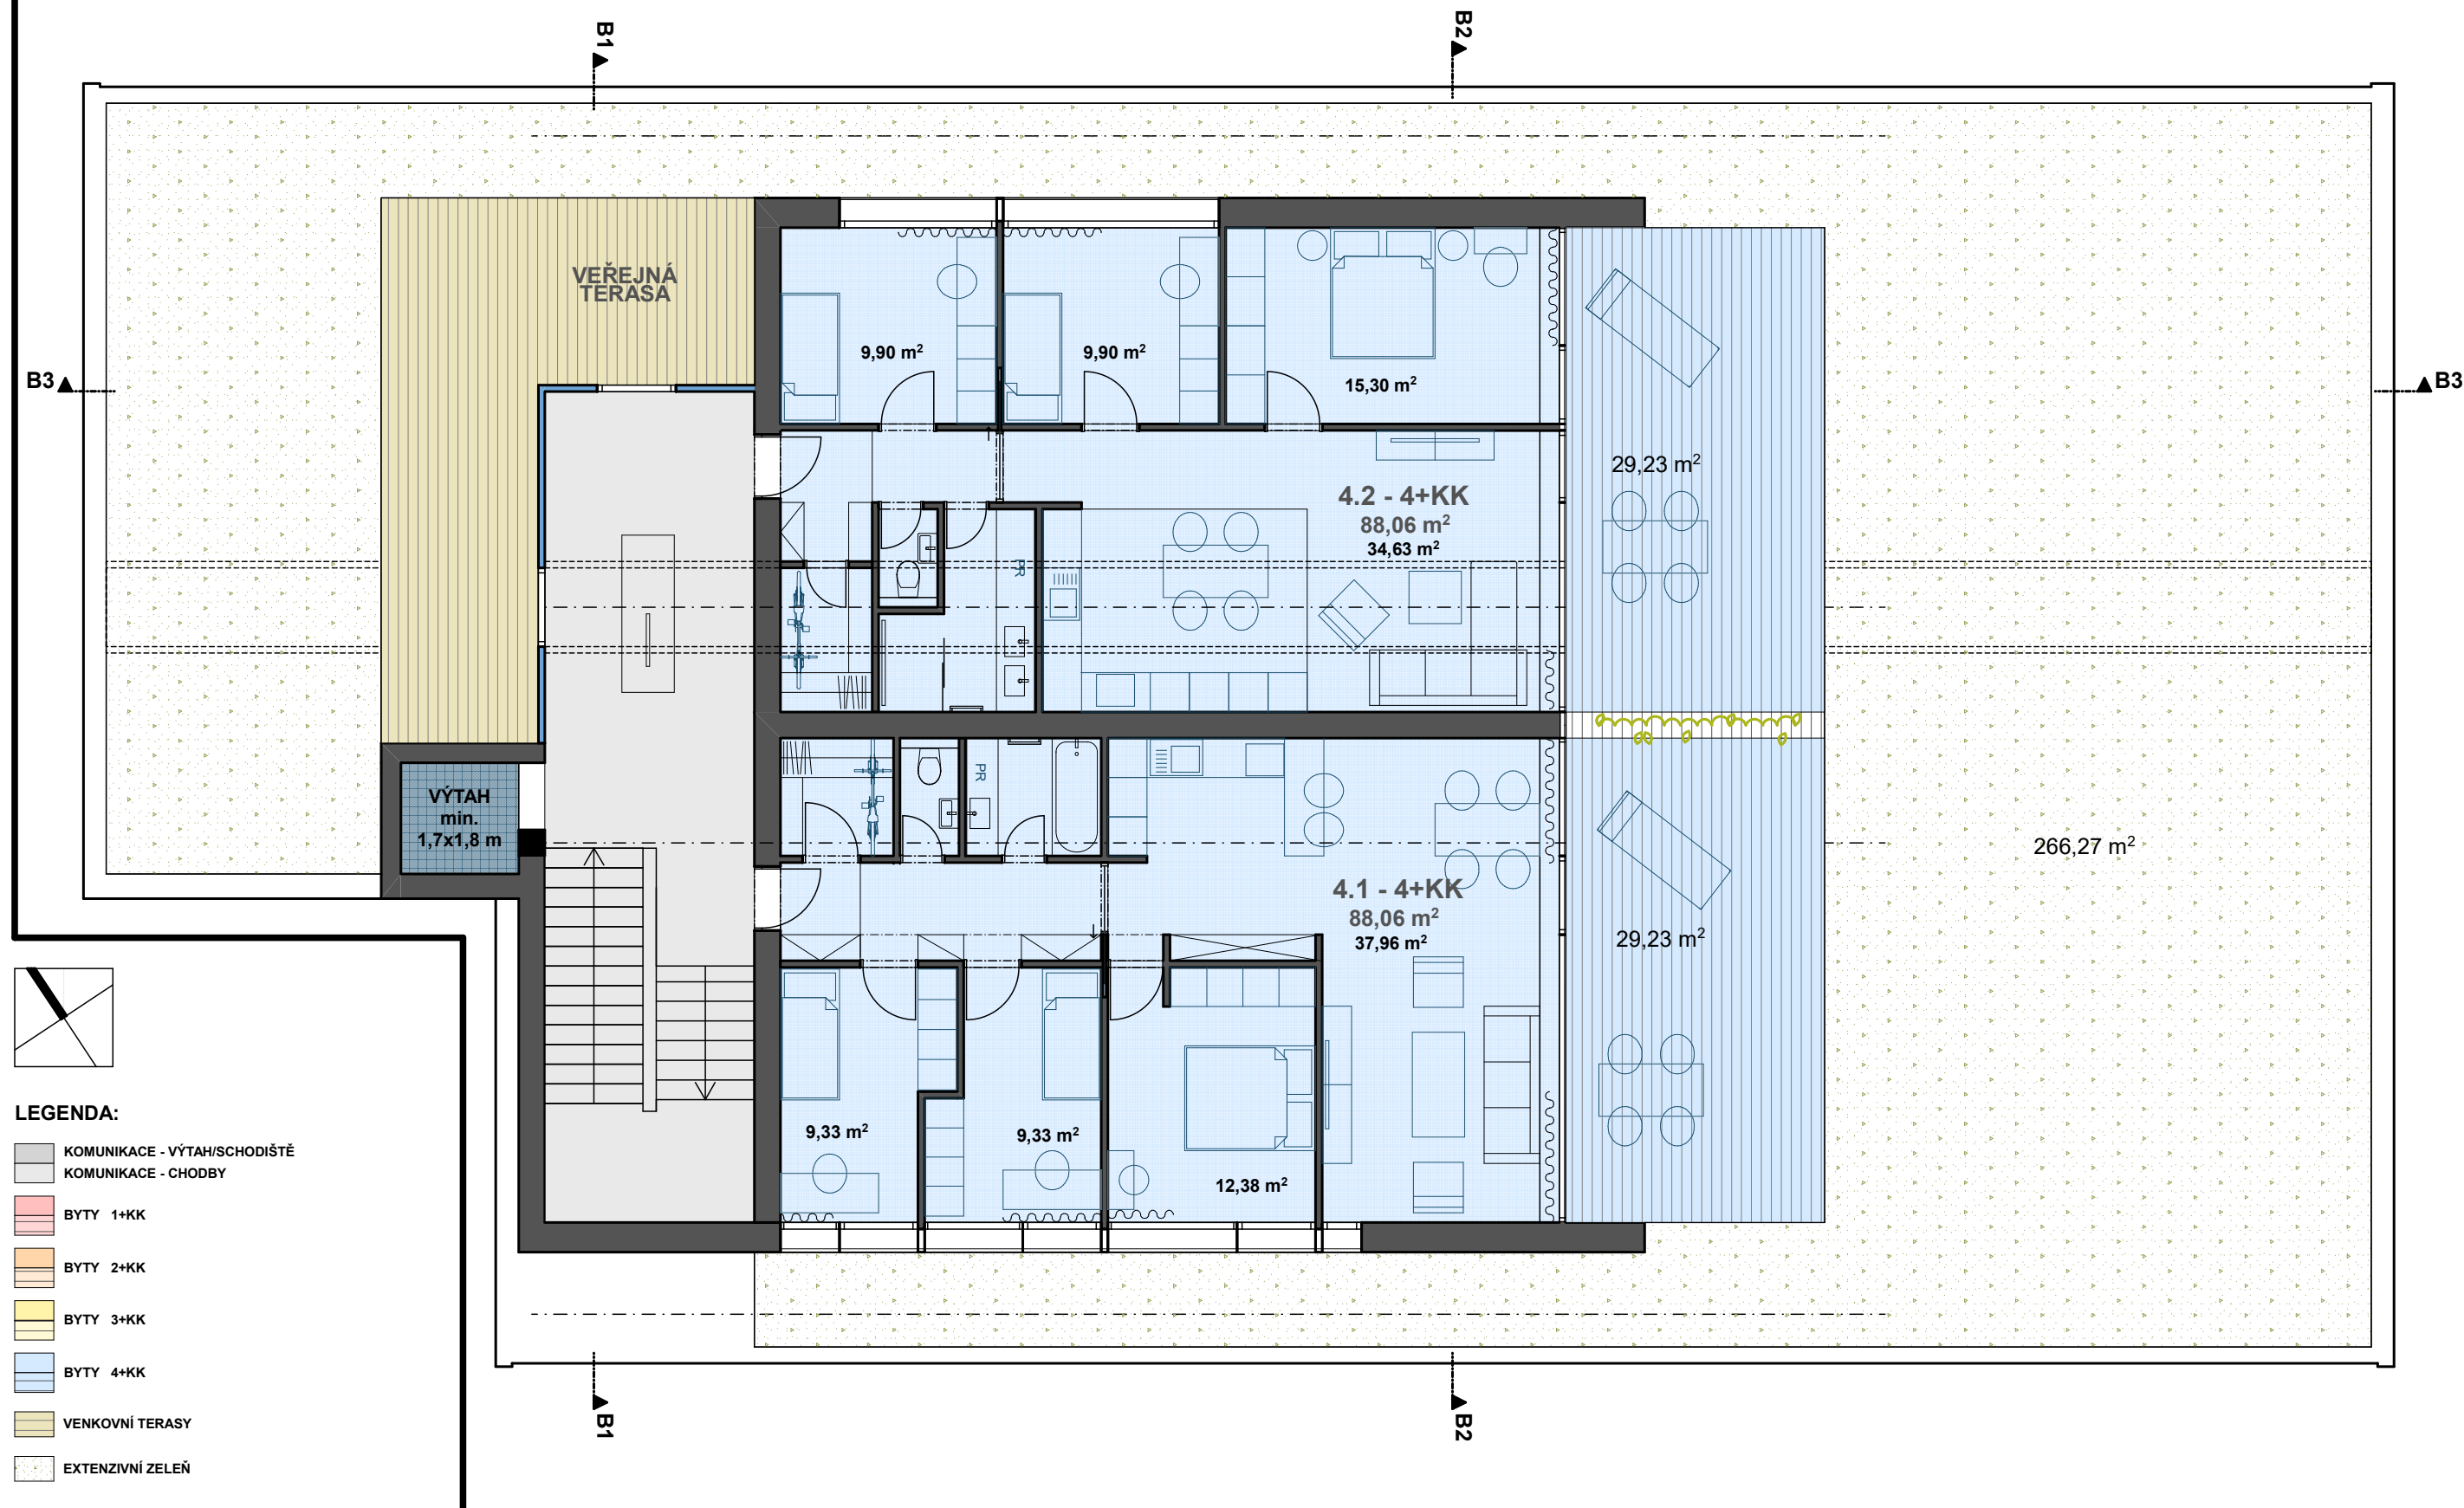 B1
B2
VEŘEJNÁ
TERASA
9,90 m²
9,90 m²
15,30 m²
B3
B3
29,23 m²
4.2 - 4+KK
88,06 m²
34,63 m²
PR
VÝTAH
min.
1,7x1,8 m
PR
266,27 m²
4.1 - 4+KK
88,06 m²
37,96 m²
29,23 m²
9,33 m²
9,33 m²
12,38 m²
LEGENDA:
KOMUNIKACE - VÝTAH/SCHODIŠTĚ
KOMUNIKACE - CHODBY
BYTY 1+KK
BYTY 2+KK
BYTY 3+KK
BYTY 4+KK
VENKOVNÍ TERASY
EXTENZIVNÍ ZELEŇ
B1
B2